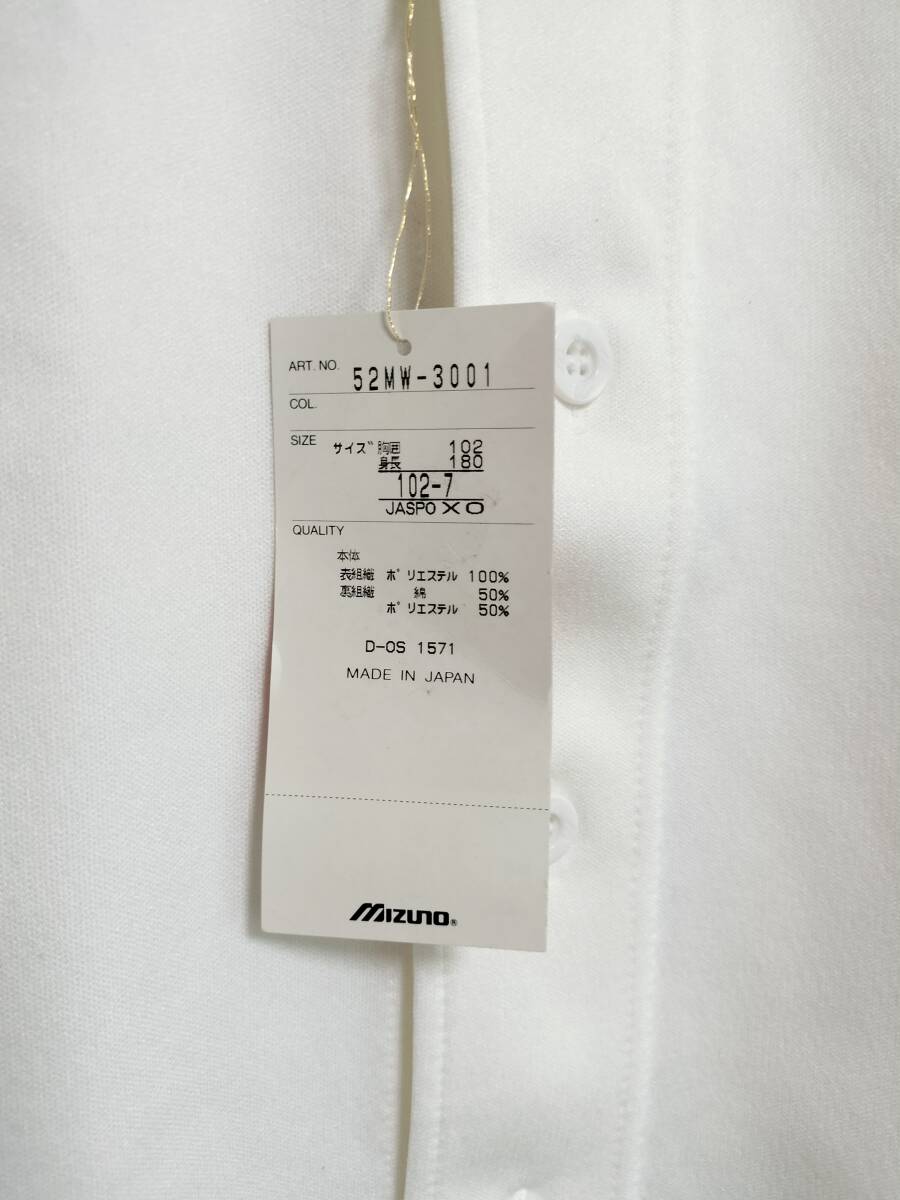 ART. NO. 52MW-3001
COL.
SIZE サイズ 胸囲 102
身長 180
102-7
JASPO XO
QUALITY
本体
表組織 ポリエステル 100%
裏組織 綿 50%
ポリエステル 50%
D-OS 1571
MADE IN JAPAN
MIZUNO®